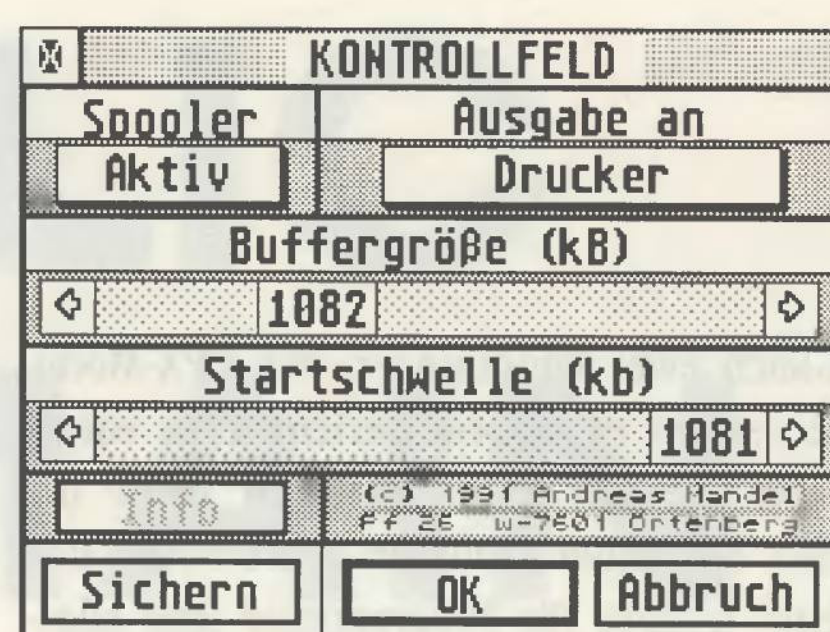 KONTROLLFELD
Spooler
Ausgabe an
Aktiv
Drucker
Buffergröβe (kB)
1082
Startschwelle (kb)
1081
Info
(c) 1991 Andreas Mandel
Pf 26 W-7601 Ortenberg
Sichern
OK
Abbruch